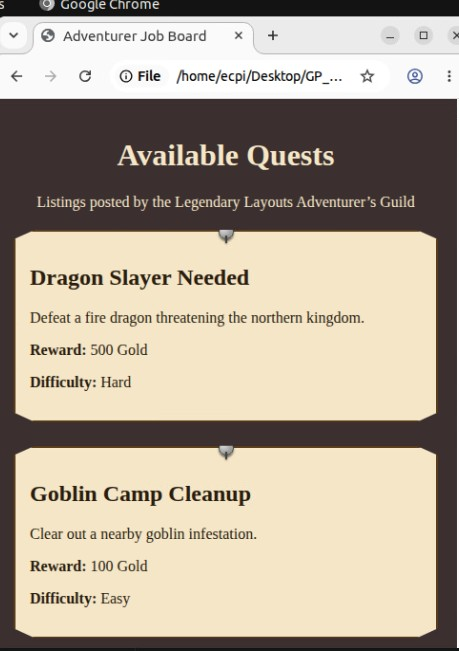 s Google Chrome
Adventurer Job Board
File /home/ecpi/Desktop/GP_...
Available Quests
Listings posted by the Legendary Layouts Adventurer’s Guild
Dragon Slayer Needed
Defeat a fire dragon threatening the northern kingdom.
Reward: 500 Gold
Difficulty: Hard
Goblin Camp Cleanup
Clear out a nearby goblin infestation.
Reward: 100 Gold
Difficulty: Easy